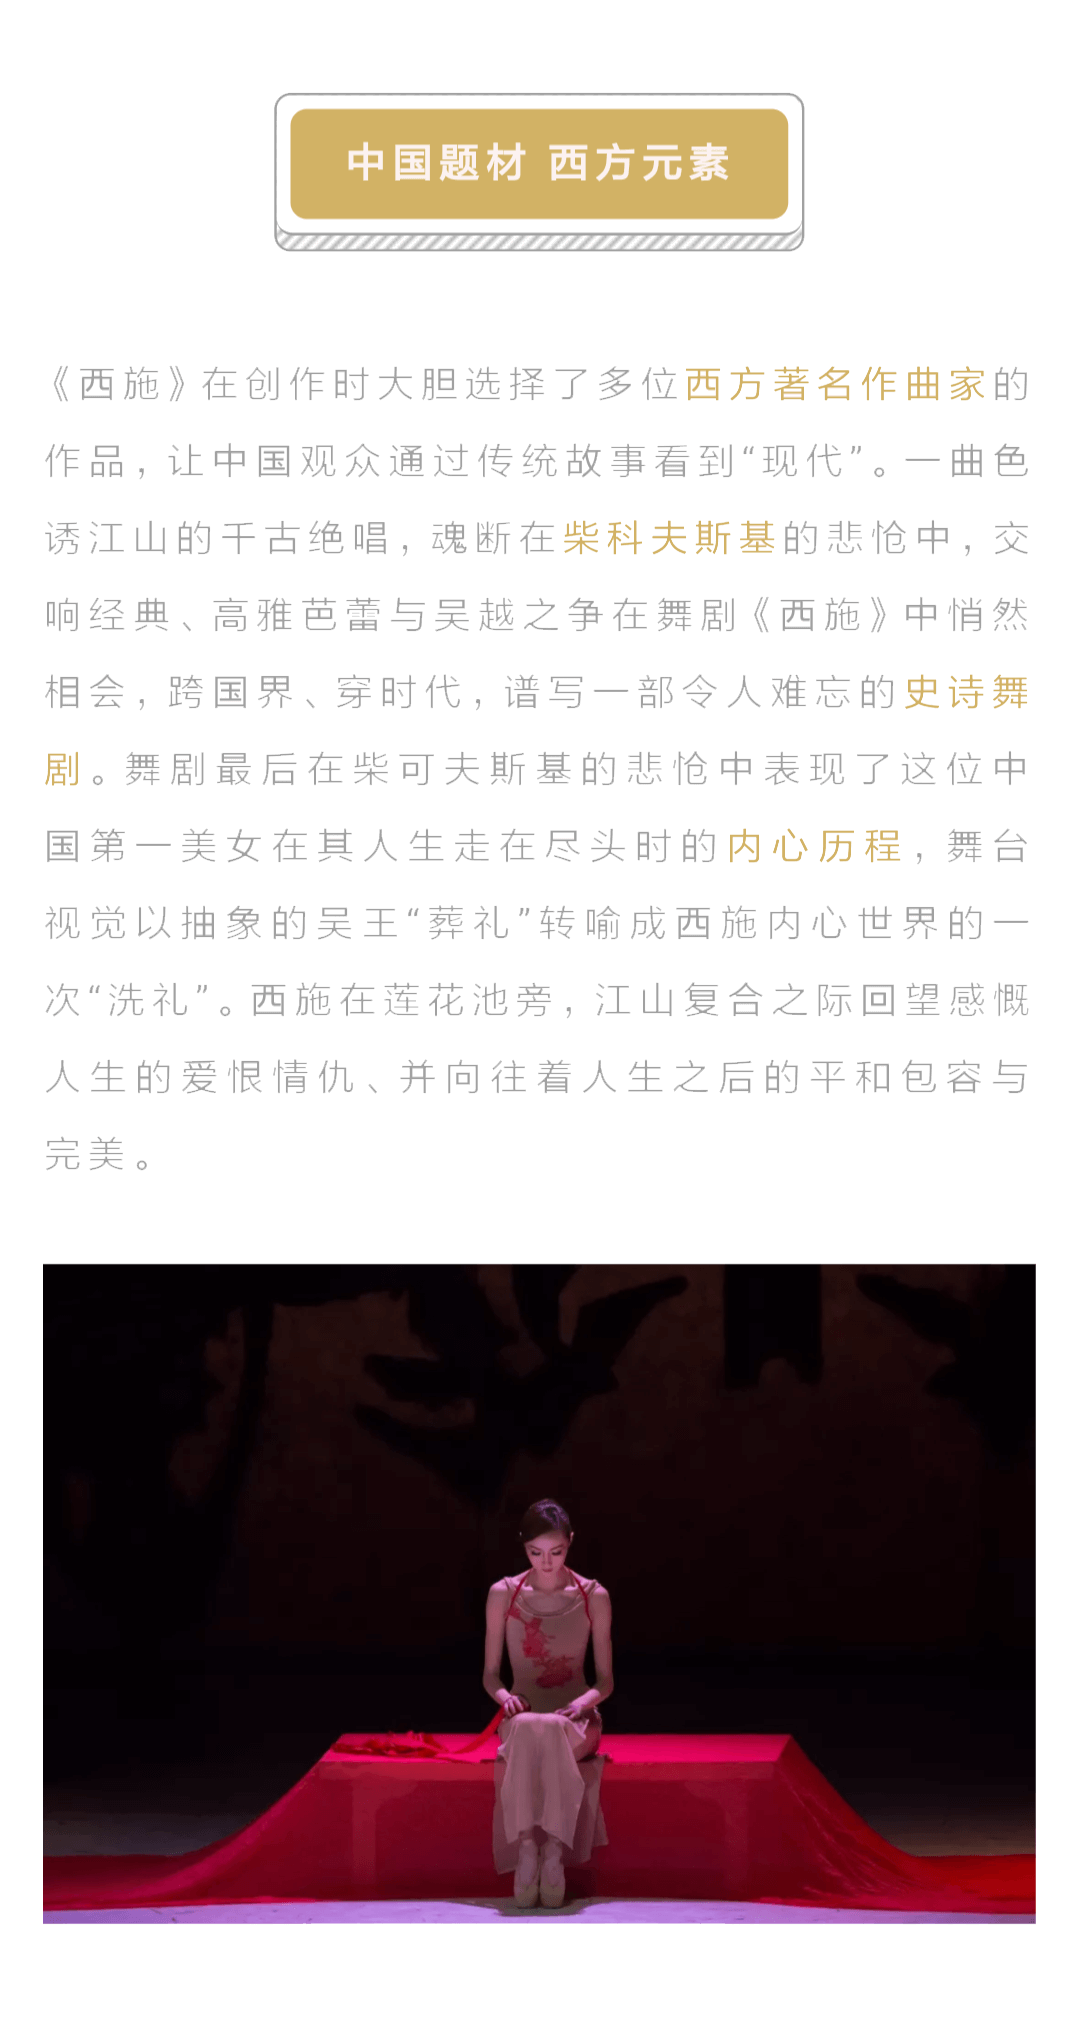 中国题材 西方元素
《西施》在创作时大胆选择了多位西方著名作曲家的
作品，让中国观众通过传统故事看到“现代”。一曲色
诱江山的千古绝唱，魂断在柴科夫斯基的悲怆中，交
响经典、高雅芭蕾与吴越之争在舞剧《西施》中悄然
相会，跨国界、穿时代，谱写一部令人难忘的史诗舞
剧。舞剧最后在柴可夫斯基的悲怆中表现了这位中
国第一美女在其人生走在尽头时的内心历程，舞台
视觉以抽象的吴王“葬礼”转喻成西施内心世界的一
次“洗礼”。西施在莲花池旁，江山复合之际回望感慨
人生的爱恨情仇、并向往着人生之后的平和包容与
完美。